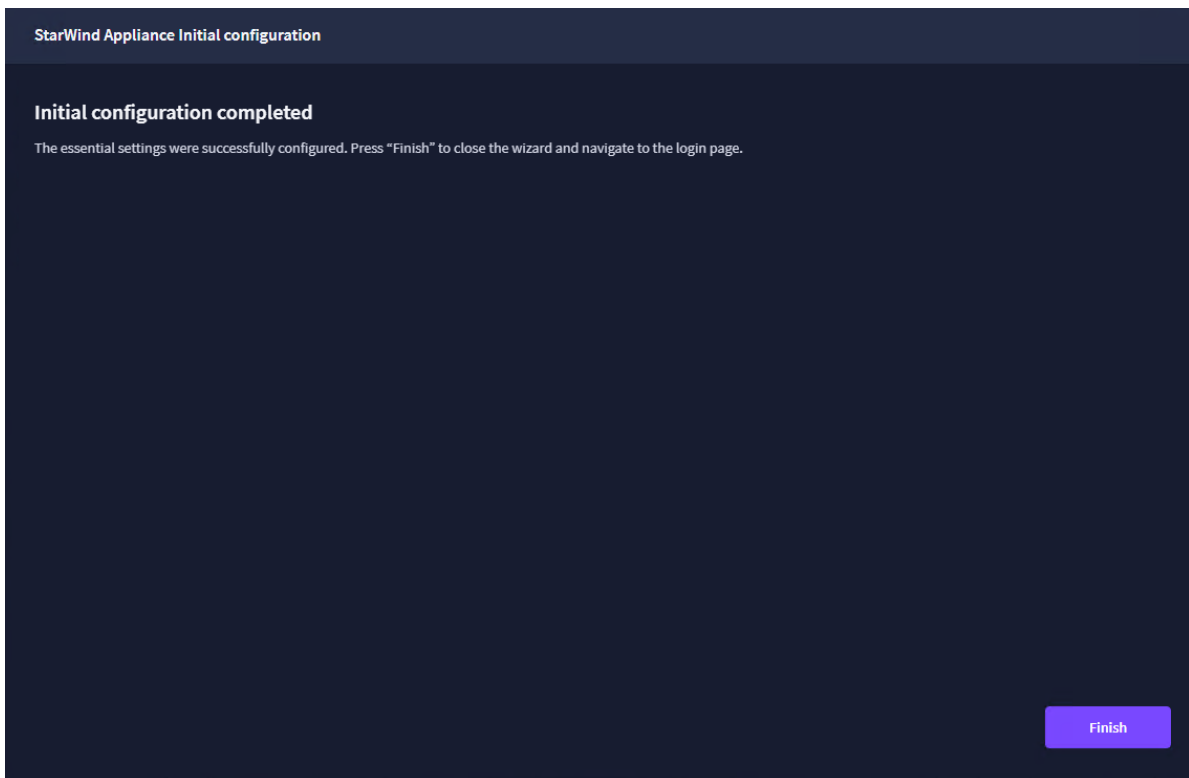 StarWind Appliance Initial configuration
Initial configuration completed
The essential settings were successfully configured. Press “Finish” to close the wizard and navigate to the login page.
Finish